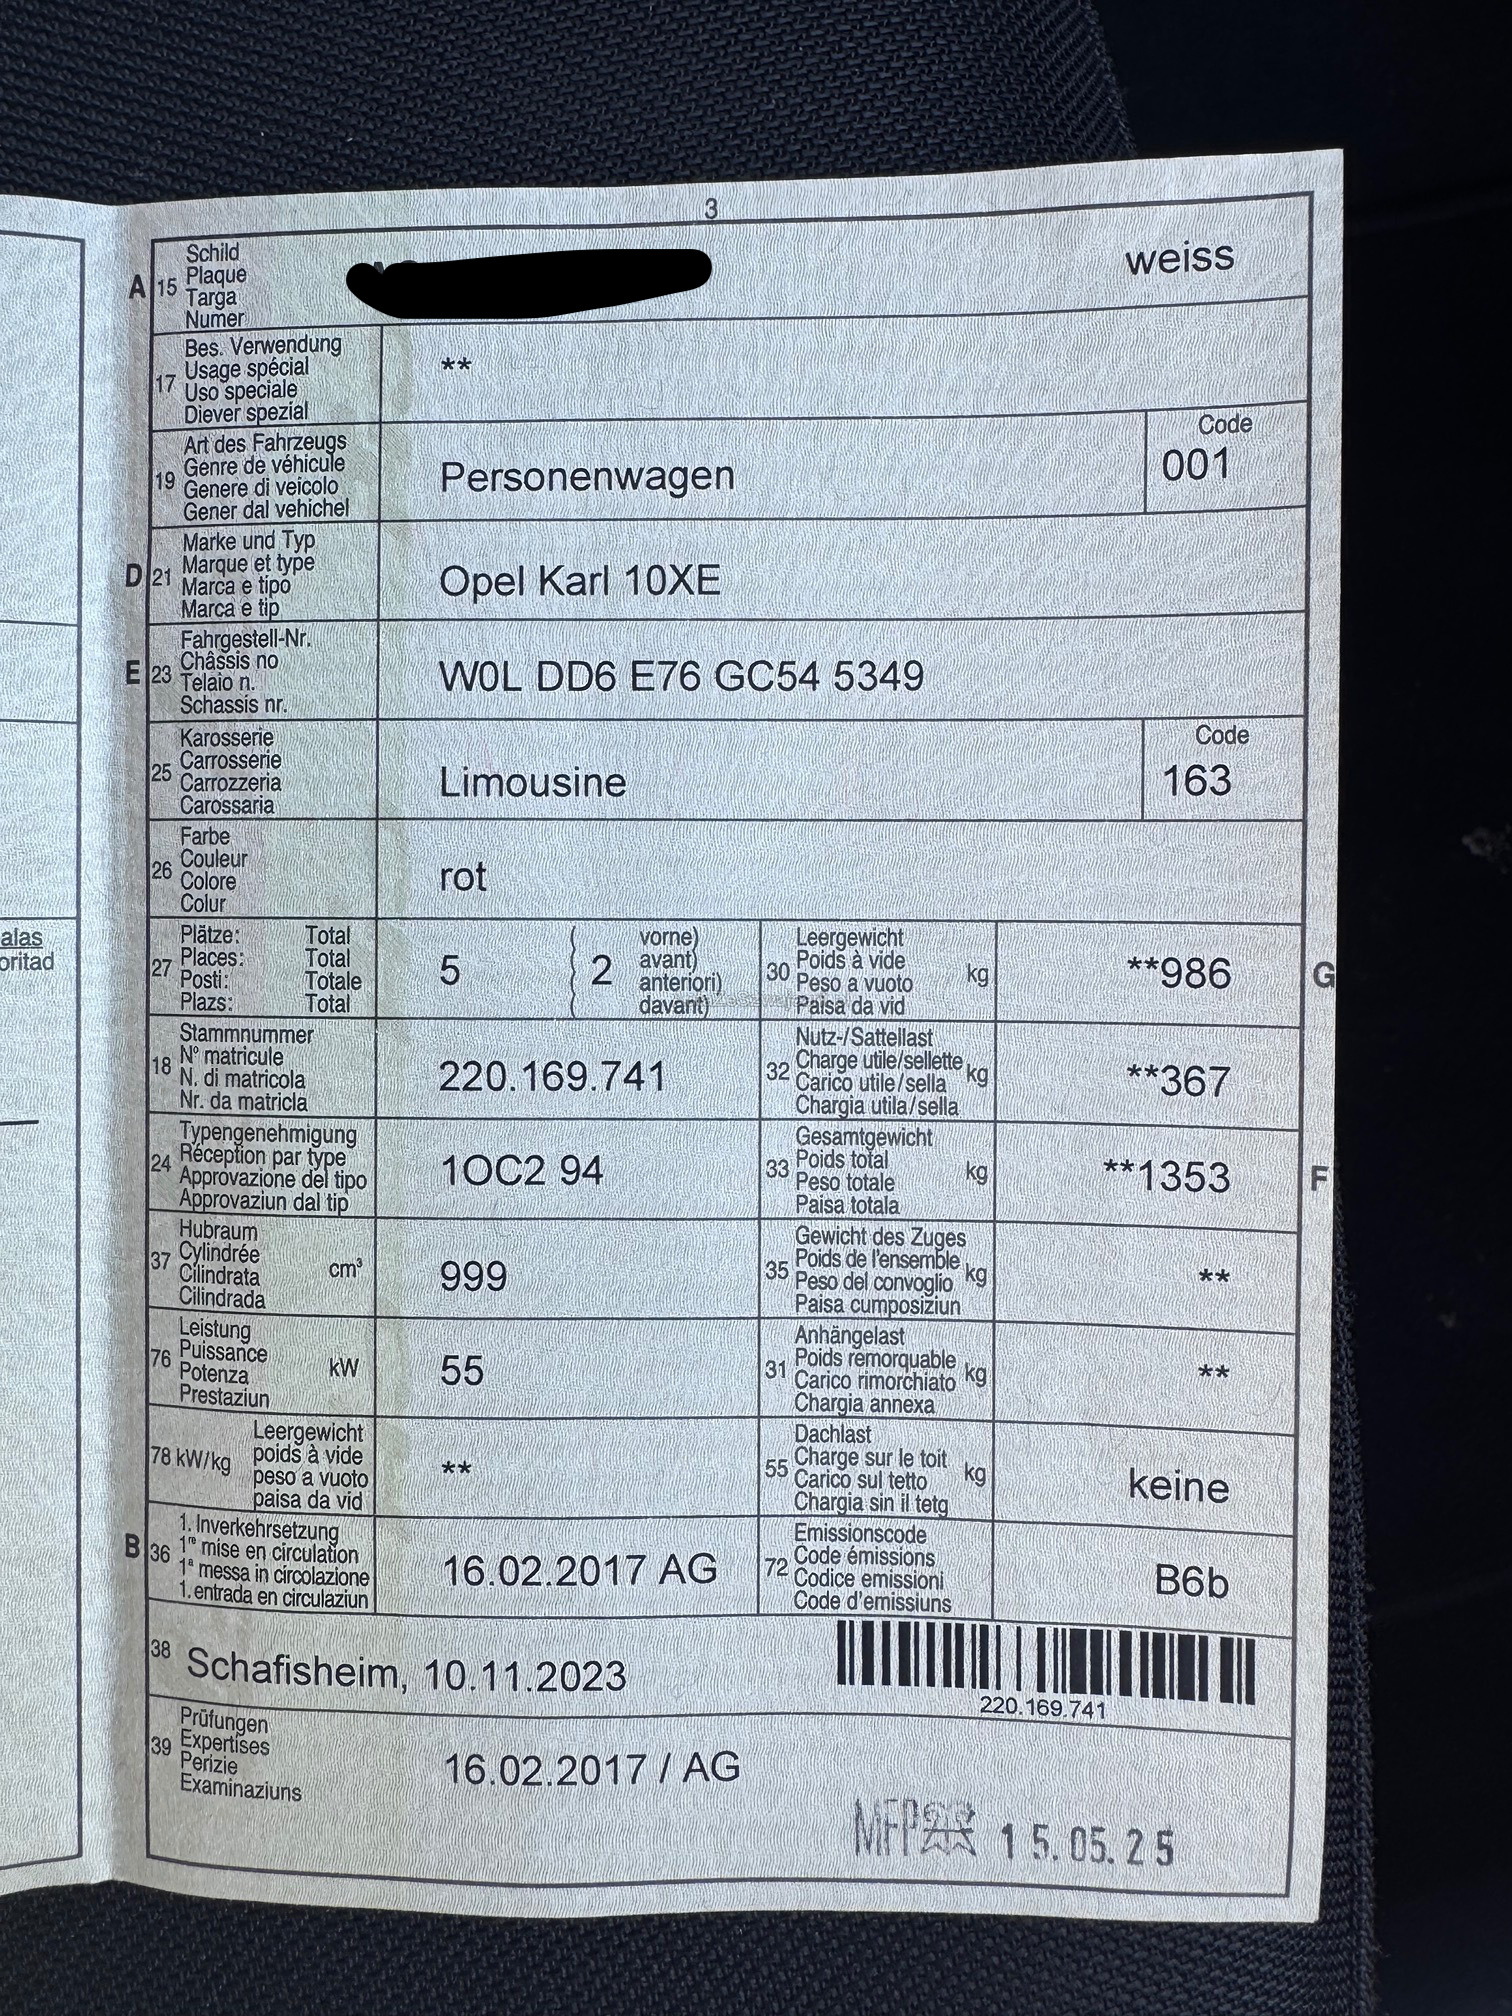 3
A 15 Schild
Plaque
Targa
Numer
weiss
17 Bes. Verwendung
Usage spécial
Uso speciale
Diever spezial
**
19 Art des Fahrzeugs
Genre de véhicule
Genere di veicolo
Gener dal vehichel
Personenwagen
Code
001
D 21 Marke und Typ
Marque et type
Marca e tipo
Marca e tip
Opel Karl 10XE
E 23 Fahrgestell-Nr.
Châssis no
Telaio n.
Schassis nr.
W0L DD6 E76 GC54 5349
25 Karosserie
Carrosserie
Carrozzeria
Carossaria
Limousine
Code
163
26 Farbe
Couleur
Colore
Colur
rot
alas
oritad
27 Plätze: Total
Places: Total
Posti: Totale
Plazs: Total
5 2 vorne)
avant)
anteriori)
davant)
30 Leergewicht
Poids à vide kg
Peso a vuoto
Paisa da vid
**986 G
18 Stammnummer
N° matricule
N. di matricola
Nr. da matricla
220.169.741
32 Nutz-/Sattellast
Charge utile/sellette kg
Carico utile/sella
Chargia utila/sella
**367
24 Typengenehmigung
Réception par type
Approvazione del tipo
Approvaziun dal tip
1OC2 94
33 Gesamtgewicht
Poids total kg
Peso totale
Paisa totala
**1353 F
37 Hubraum
Cylindrée cm³
Cilindrata
Cilindrada
999
35 Gewicht des Zuges
Poids de l'ensemble kg
Peso del convoglio
Paisa cumposiziun
**
76 Leistung
Puissance kW
Potenza
Prestaziun
55
31 Anhängelast
Poids remorquable kg
Carico rimorchiato
Chargia annexa
**
78 kW/kg Leergewicht
poids à vide
peso a vuoto
paisa da vid
**
55 Dachlast
Charge sur le toit kg
Carico sul tetto
Chargia sin il tetg
keine
B 36 1. Inverkehrsetzung
1re mise en circulation
1a messa in circolazione
1. entrada en circulaziun
16.02.2017 AG
72 Emissionscode
Code émissions
Codice emissioni
Code d'emissiuns
B6b
38 Schafisheim, 10.11.2023
220.169.741
39 Prüfungen
Expertises
Perizie
Examinaziuns
16.02.2017 / AG
MFP 15.05.25